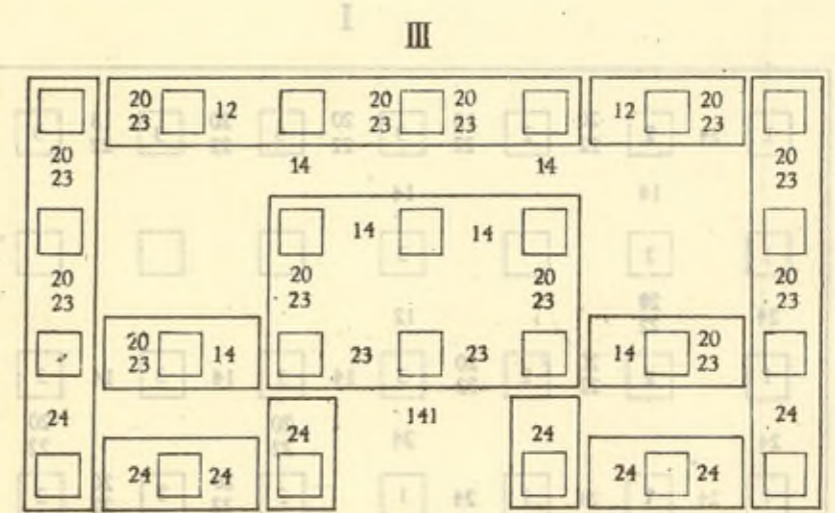 III
20 12 20 20 12 20
23 23 23 23
20 14 14 20
23 23
14 14
20 20 20 20
23 23 23 23
20 14 23 23 14 20
23 23
24 141 24
24 24
24 24 24 24